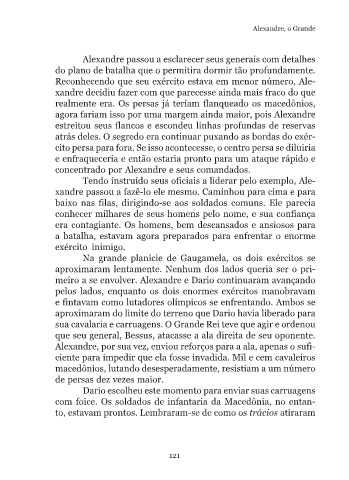 Alexandre, o Grande
Alexandre passou a esclarecer seus generais com detalhes
do plano de batalha que o permitira dormir tão profundamente.
Reconhecendo que seu exército estava em menor número, Ale-
xandre decidiu fazer com que parecesse ainda mais fraco do que
realmente era. Os persas já teriam flanqueado os macedônios,
agora fariam isso por uma margem ainda maior, pois Alexandre
estreitou seus flancos e escondeu linhas profundas de reservas
atrás deles. O segredo era continuar puxando as bordas do exér-
cito persa para fora. Se isso acontecesse, o centro persa se diluiria
e enfraqueceria e então estaria pronto para um ataque rápido e
concentrado por Alexandre e seus comandados.
Tendo instruído seus oficiais a liderar pelo exemplo, Ale-
xandre passou a fazê-lo ele mesmo. Caminhou para cima e para
baixo nas filas, dirigindo-se aos soldados comuns. Ele parecia
conhecer milhares de seus homens pelo nome, e sua confiança
era contagiante. Os homens, bem descansados e ansiosos para
a batalha, estavam agora preparados para enfrentar o enorme
exército inimigo.
Na grande planície de Gaugamela, os dois exércitos se
aproximaram lentamente. Nenhum dos lados queria ser o pri-
meiro a se envolver. Alexandre e Dario continuaram avançando
pelos lados, enquanto os dois enormes exércitos manobravam
e fintavam como lutadores olímpicos se enfrentando. Ambos se
aproximaram do limite do terreno que Dario havia liberado para
sua cavalaria e carruagens. O Grande Rei teve que agir e ordenou
que seu general, Bessus, atacasse a ala direita de seu oponente.
Alexandre, por sua vez, enviou reforços para a ala, apenas o sufi-
ciente para impedir que ela fosse invadida. Mil e cem cavaleiros
macedônios, lutando desesperadamente, resistiam a um número
de persas dez vezes maior.
Dario escolheu este momento para enviar suas carruagens
com foice. Os soldados de infantaria da Macedônia, no entan-
to, estavam prontos. Lembraram-se de como os trácios atiraram
121